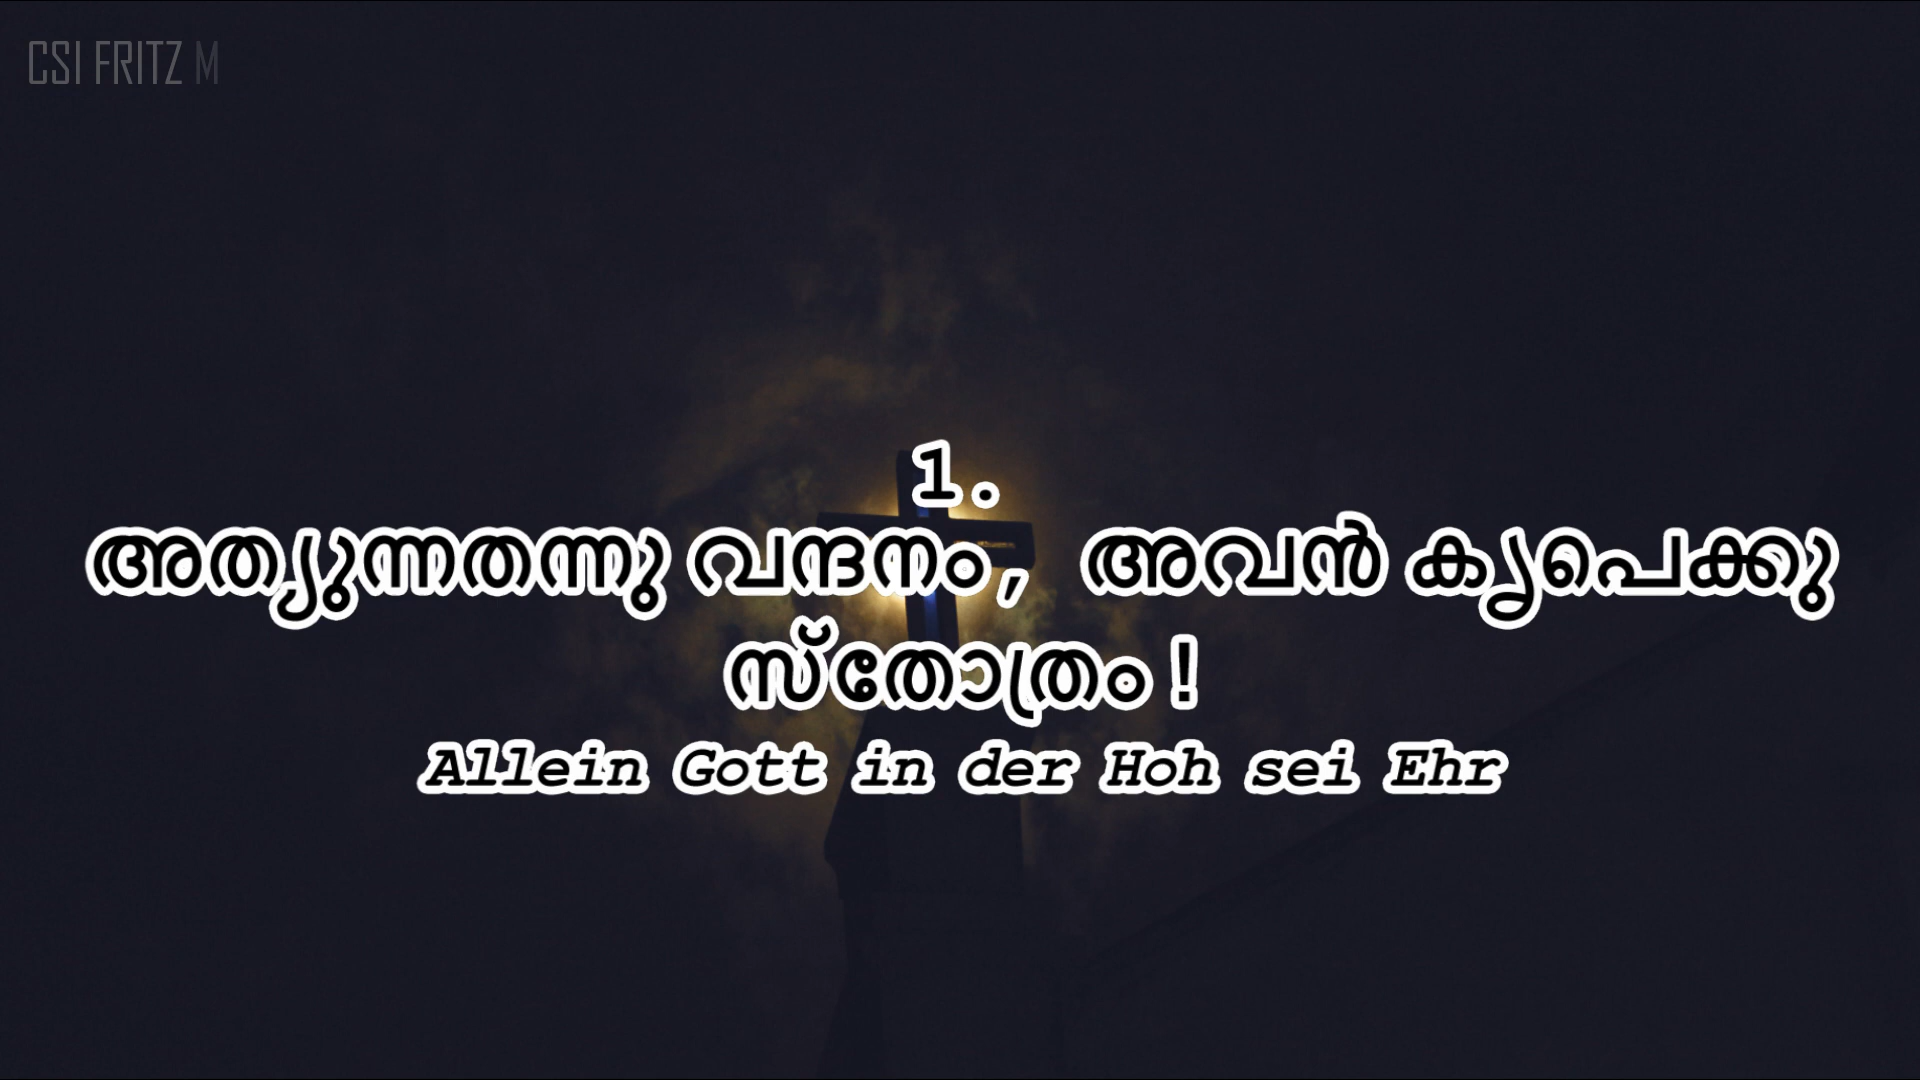 CSI FRITZ M
1.
അത്യുന്നതന്നു വന്ദനം, അവൻ കൃപെക്കു
സ്തോത്രം!
Allein Gott in der Hoh sei Ehr